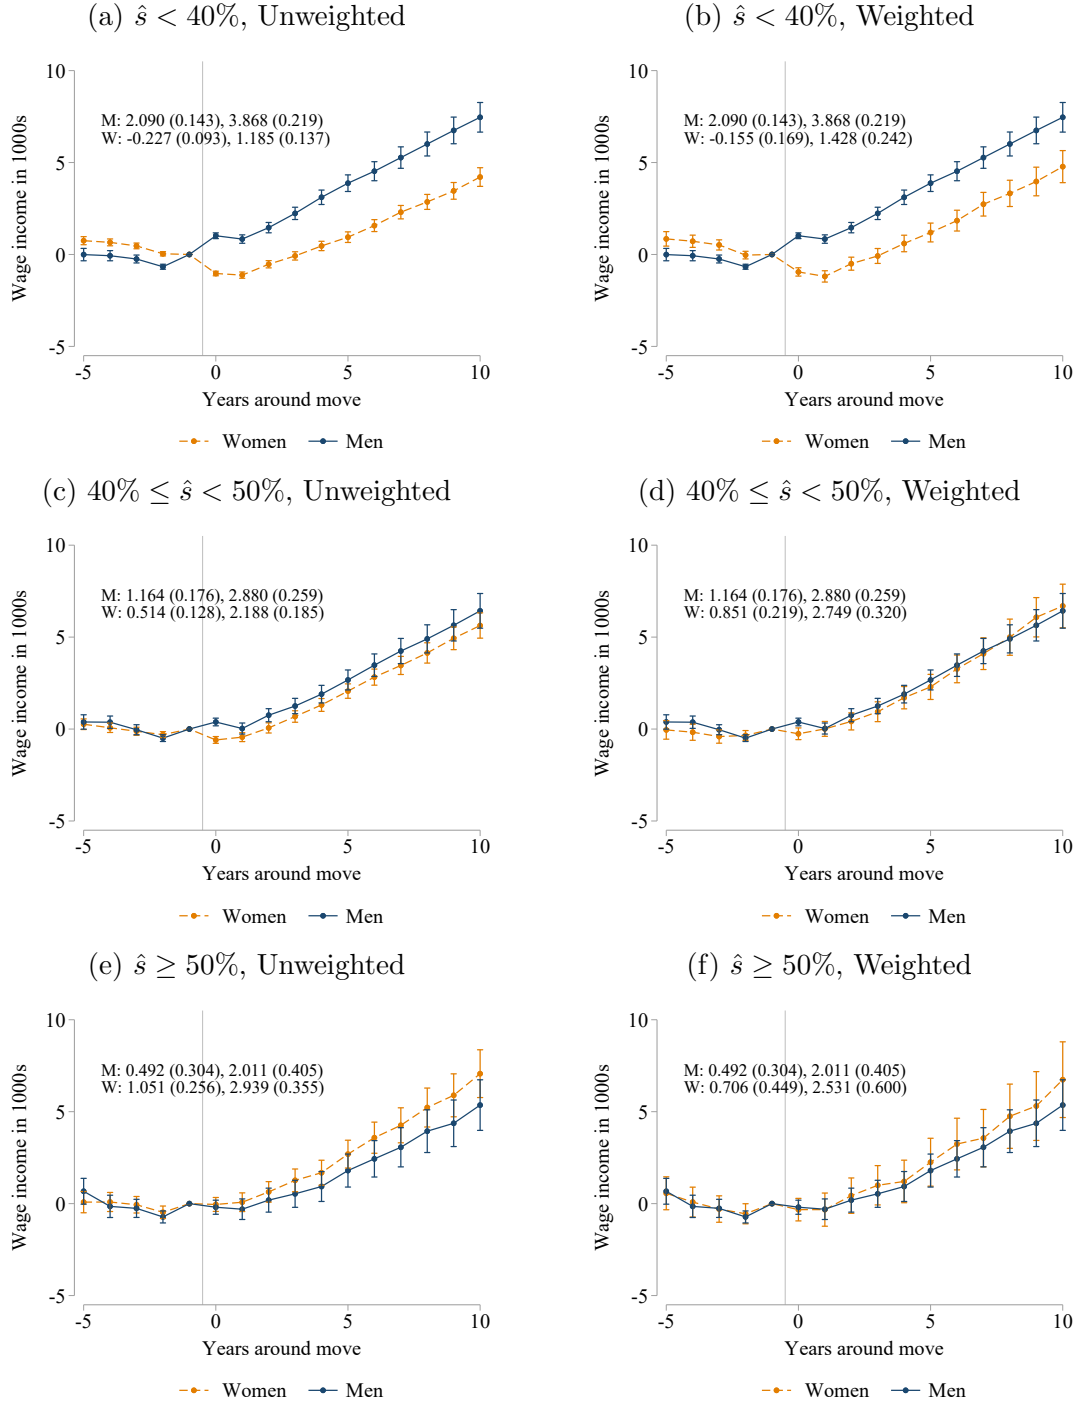 (a) ŝ < 40%, Unweighted
10
5
0
-5
Wage income in 1000s
M: 2.090 (0.143), 3.868 (0.219)
W: -0.227 (0.093), 1.185 (0.137)
-5 0 5 10
Years around move
Women Men
(b) ŝ < 40%, Weighted
10
5
0
-5
Wage income in 1000s
M: 2.090 (0.143), 3.868 (0.219)
W: -0.155 (0.169), 1.428 (0.242)
-5 0 5 10
Years around move
Women Men
(c) 40% ≤ ŝ < 50%, Unweighted
10
5
0
-5
Wage income in 1000s
M: 1.164 (0.176), 2.880 (0.259)
W: 0.514 (0.128), 2.188 (0.185)
-5 0 5 10
Years around move
Women Men
(d) 40% ≤ ŝ < 50%, Weighted
10
5
0
-5
Wage income in 1000s
M: 1.164 (0.176), 2.880 (0.259)
W: 0.851 (0.219), 2.749 (0.320)
-5 0 5 10
Years around move
Women Men
(e) ŝ ≥ 50%, Unweighted
10
5
0
-5
Wage income in 1000s
M: 0.492 (0.304), 2.011 (0.405)
W: 1.051 (0.256), 2.939 (0.355)
-5 0 5 10
Years around move
Women Men
(f) ŝ ≥ 50%, Weighted
10
5
0
-5
Wage income in 1000s
M: 0.492 (0.304), 2.011 (0.405)
W: 0.706 (0.449), 2.531 (0.600)
-5 0 5 10
Years around move
Women Men